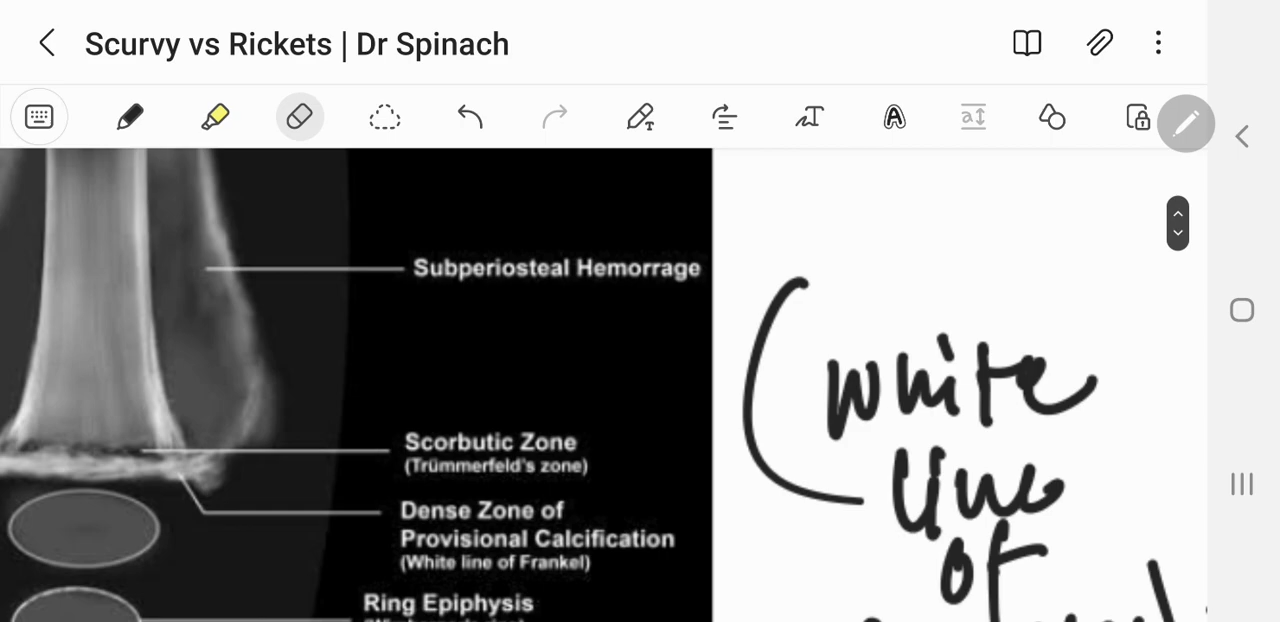 Scurvy vs Rickets | Dr Spinach
Subperiosteal Hemorrage
Scorbutic Zone
(Trümmerfeld's zone)
Dense Zone of
Provisional Calcification
(White line of Frankel)
Ring Epiphysis
White
line
of